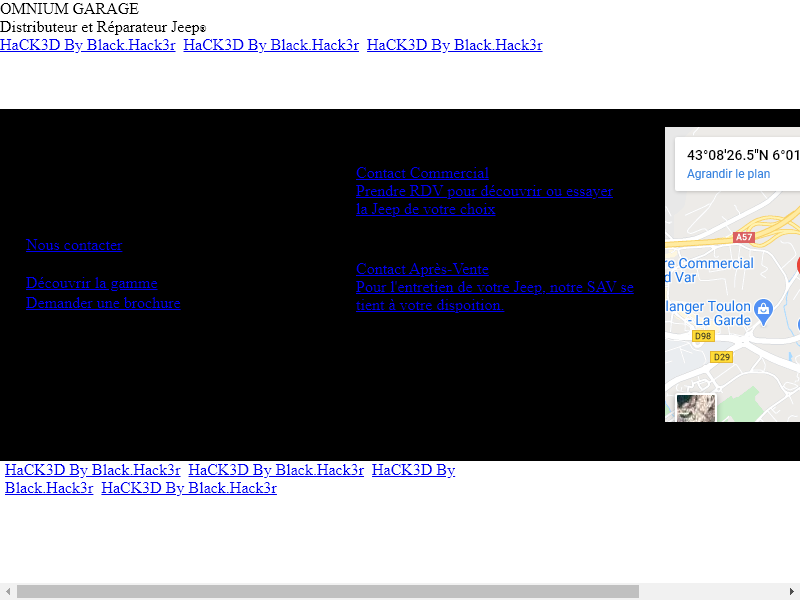 OMNIUM GARAGE
Distributeur et Réparateur Jeep®
HaCK3D By Black.Hack3r HaCK3D By Black.Hack3r HaCK3D By Black.Hack3r
Nous contacter
Découvrir la gamme
Demander une brochure
Contact Commercial
Prendre RDV pour découvrir ou essayer
la Jeep de votre choix
Contact Après-Vente
Pour l'entretien de votre Jeep, notre SAV se
tient à votre dispoition.
43°08'26.5"N 6°01
Agrandir le plan
A57
re Commercial
d Var
langer Toulon
- La Garde
D98
D29
HaCK3D By Black.Hack3r HaCK3D By Black.Hack3r HaCK3D By
Black.Hack3r HaCK3D By Black.Hack3r